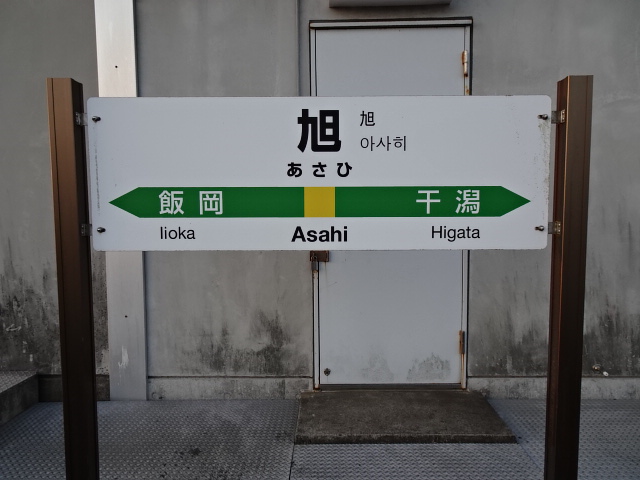 旭
旭
아사히
あさひ
飯岡 干潟
Iioka Asahi Higata